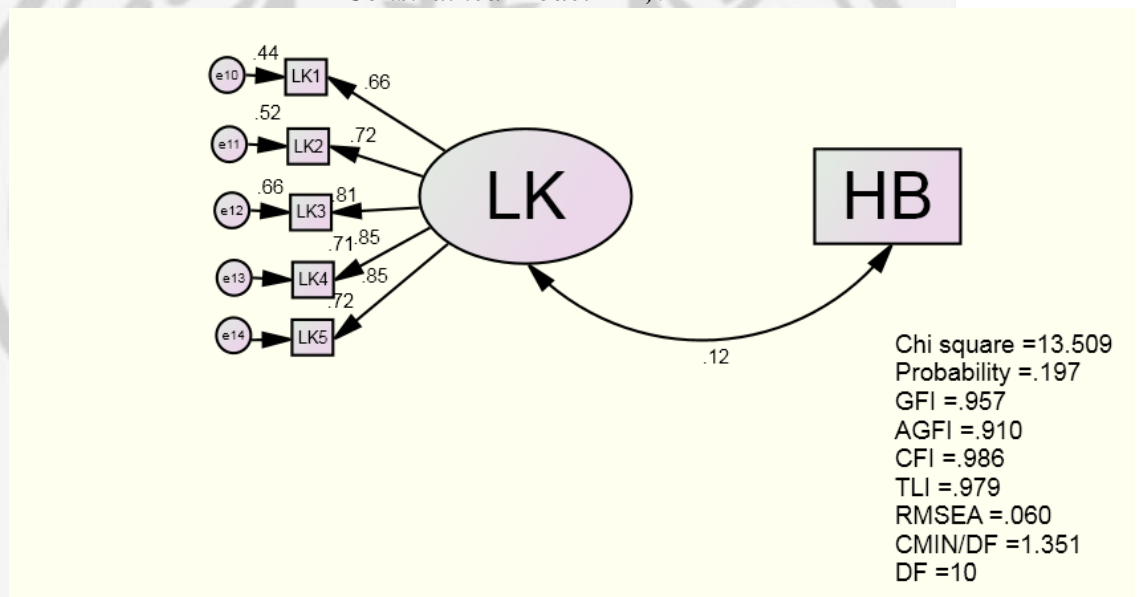 .44
e10
LK1
.66
.52
e11
LK2
.72
.66
e12
LK3
.81
.71
.85
e13
LK4
.85
.72
e14
LK5
LK
HB
.12
Chi square =13.509
Probability =.197
GFI =.957
AGFI =.910
CFI =.986
TLI =.979
RMSEA =.060
CMIN/DF =1.351
DF =10